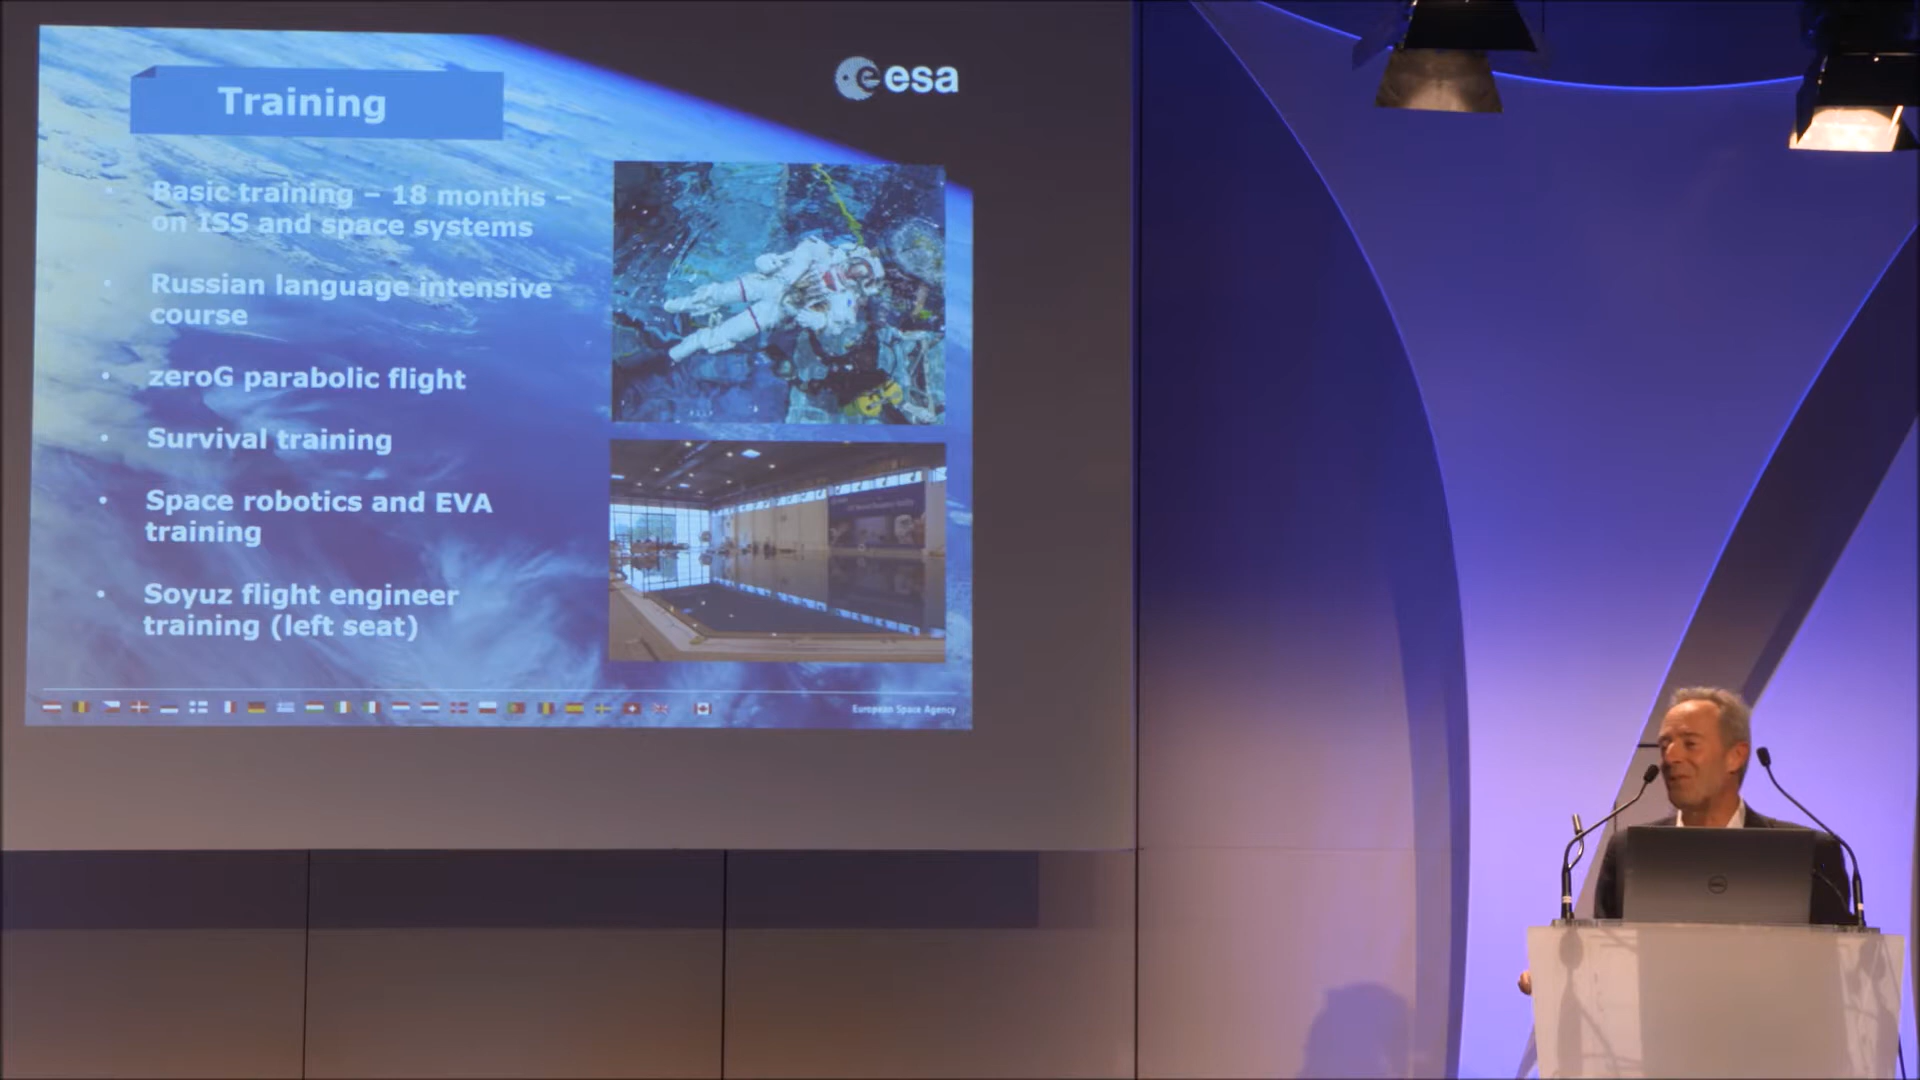 Training
esa
• Basic training – 18 months –
on ISS and space systems
• Russian language intensive
course
• zeroG parabolic flight
• Survival training
• Space robotics and EVA
training
• Soyuz flight engineer
training (left seat)
European Space Agency
DELL